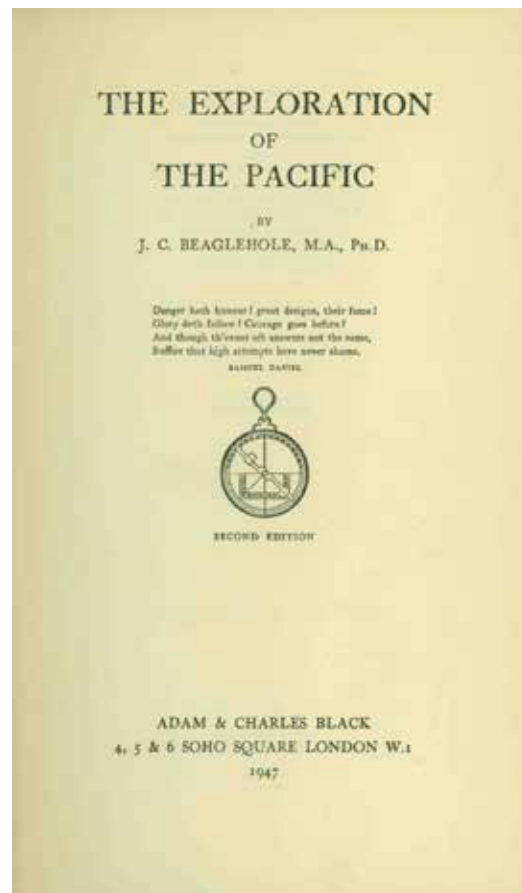 THE EXPLORATION
OF
THE PACIFIC
BY
J. C. BEAGLEHOLE, M.A., PH.D.
Danger hath honour! great designs, their fame!
Glory doth follow! Courage goes before!
And though th'event oft answers not the same,
Suffice that high attempts have never shame.
SAMUEL DANIEL
SECOND EDITION
ADAM & CHARLES BLACK
4, 5 & 6 SOHO SQUARE LONDON W.1
1947